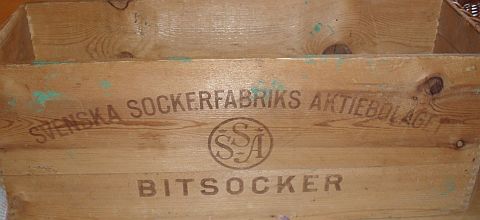 SVENSKA SOCKERFABRIKS AKTIEBOLAGET
SSA
BITSOCKER